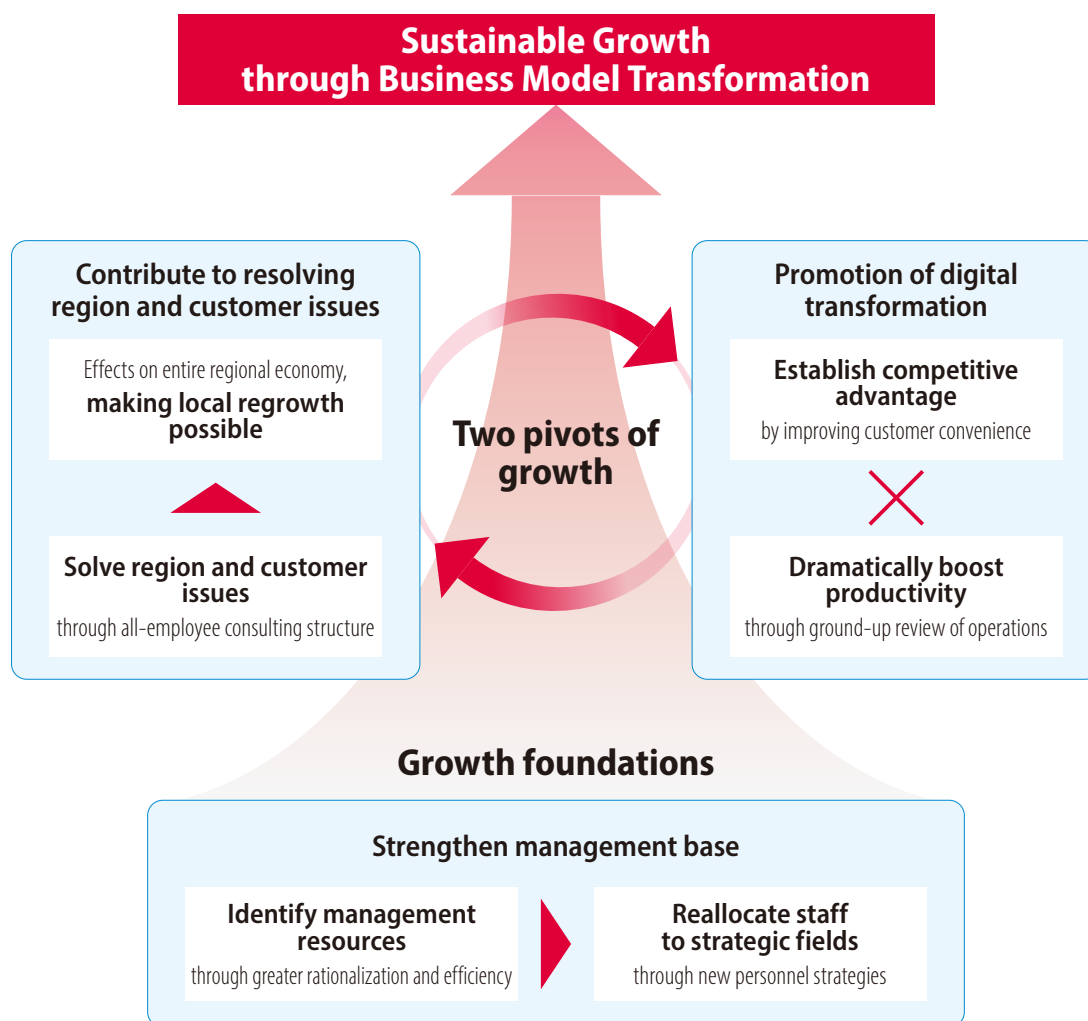 Sustainable Growth
through Business Model Transformation
Contribute to resolving
region and customer issues
Effects on entire regional economy,
making local regrowth
possible
Solve region and customer
issues
through all-employee consulting structure
Two pivots of
growth
Promotion of digital
transformation
Establish competitive
advantage
by improving customer convenience
Dramatically boost
productivity
through ground-up review of operations
Growth foundations
Strengthen management base
Identify management
resources
through greater rationalization and efficiency
Reallocate staff
to strategic fields
through new personnel strategies